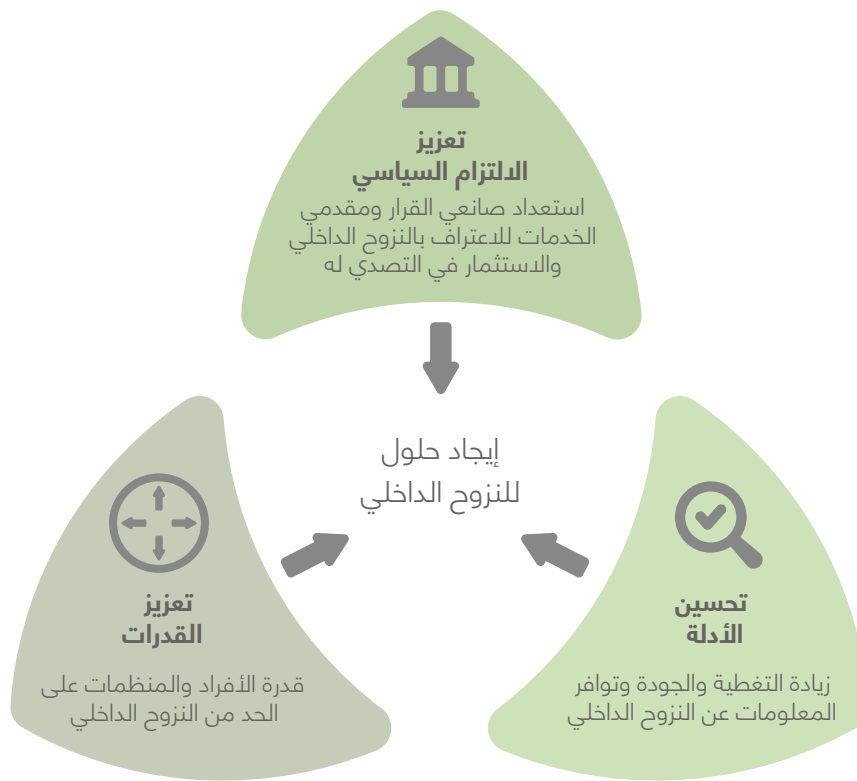 تعزيز
الالتزام السياسي
استعداد صانعي القرار ومقدمي
الخدمات للاعتراف بالنزوح الداخلي
والاستثمار في التصدي له
إيجاد حلول
للنزوح الداخلي
تحسين
الأدلة
زيادة التغطية والجودة وتوافر
المعلومات عن النزوح الداخلي
تعزيز
القدرات
قدرة الأفراد والمنظمات على
الحد من النزوح الداخلي